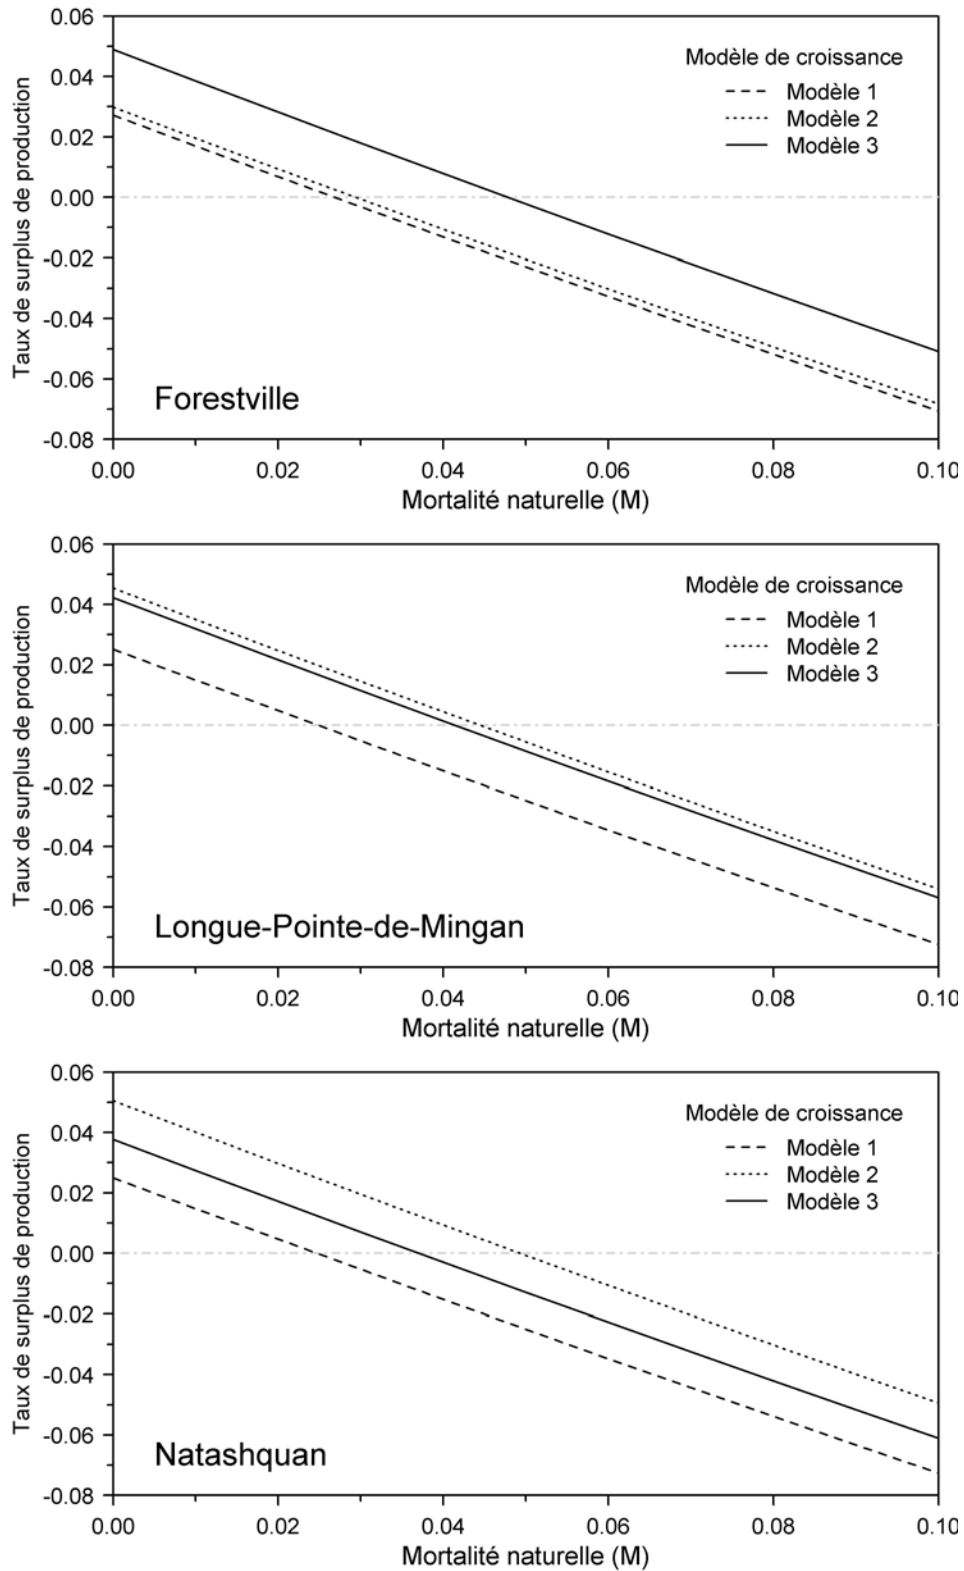 0.06
0.04
0.02
0.00
-0.02
-0.04
-0.06
-0.08
Taux de surplus de production
Modèle de croissance
Modèle 1
Modèle 2
Modèle 3
Forestville
0.00 0.02 0.04 0.06 0.08 0.10
Mortalité naturelle (M)
0.06
0.04
0.02
0.00
-0.02
-0.04
-0.06
-0.08
Taux de surplus de production
Modèle de croissance
Modèle 1
Modèle 2
Modèle 3
Longue-Pointe-de-Mingan
0.00 0.02 0.04 0.06 0.08 0.10
Mortalité naturelle (M)
0.06
0.04
0.02
0.00
-0.02
-0.04
-0.06
-0.08
Taux de surplus de production
Modèle de croissance
Modèle 1
Modèle 2
Modèle 3
Natashquan
0.00 0.02 0.04 0.06 0.08 0.10
Mortalité naturelle (M)